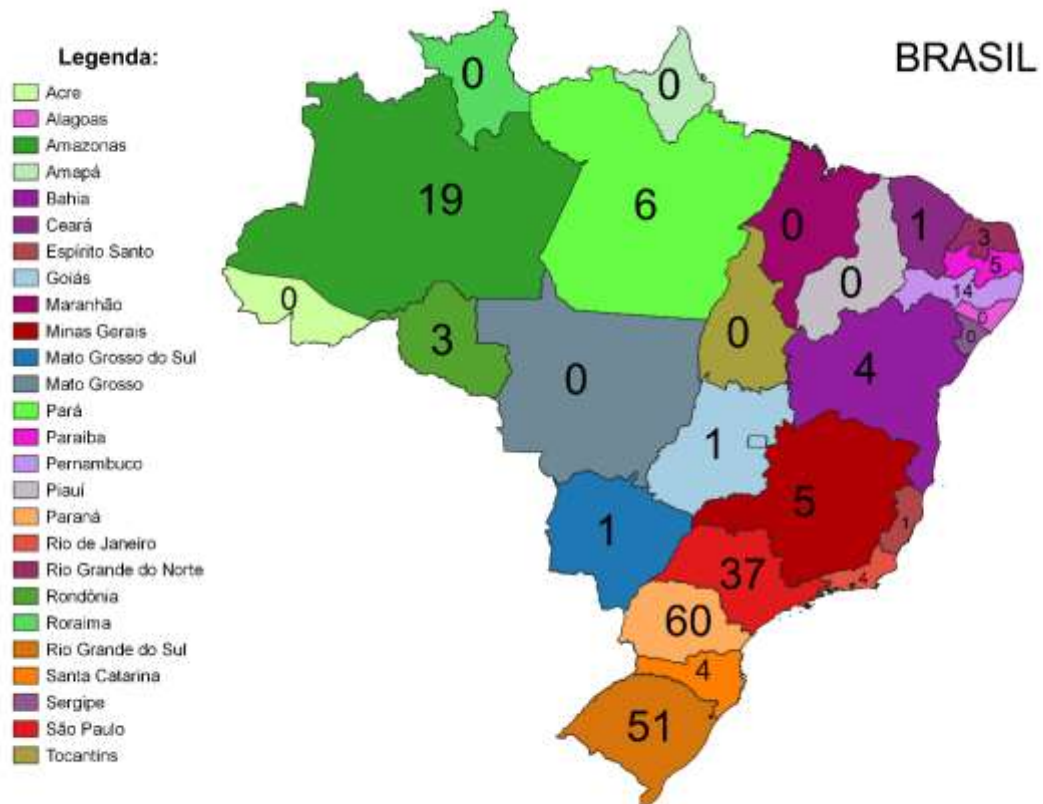 BRASIL
Legenda:
Acre
Alagoas
Amazonas
Amapá
Bahia
Ceará
Espírito Santo
Goiás
Maranhão
Minas Gerais
Mato Grosso do Sul
Mato Grosso
Pará
Paraiba
Pernambuco
Piauí
Paraná
Rio de Janeiro
Rio Grande do Norte
Rondônia
Roraima
Rio Grande do Sul
Santa Catarina
Sergipe
São Paulo
Tocantins
0
0
19
6
0
1
3
5
14
0
0
0
0
3
0
0
4
1
5
1
1
37
4
60
4
51